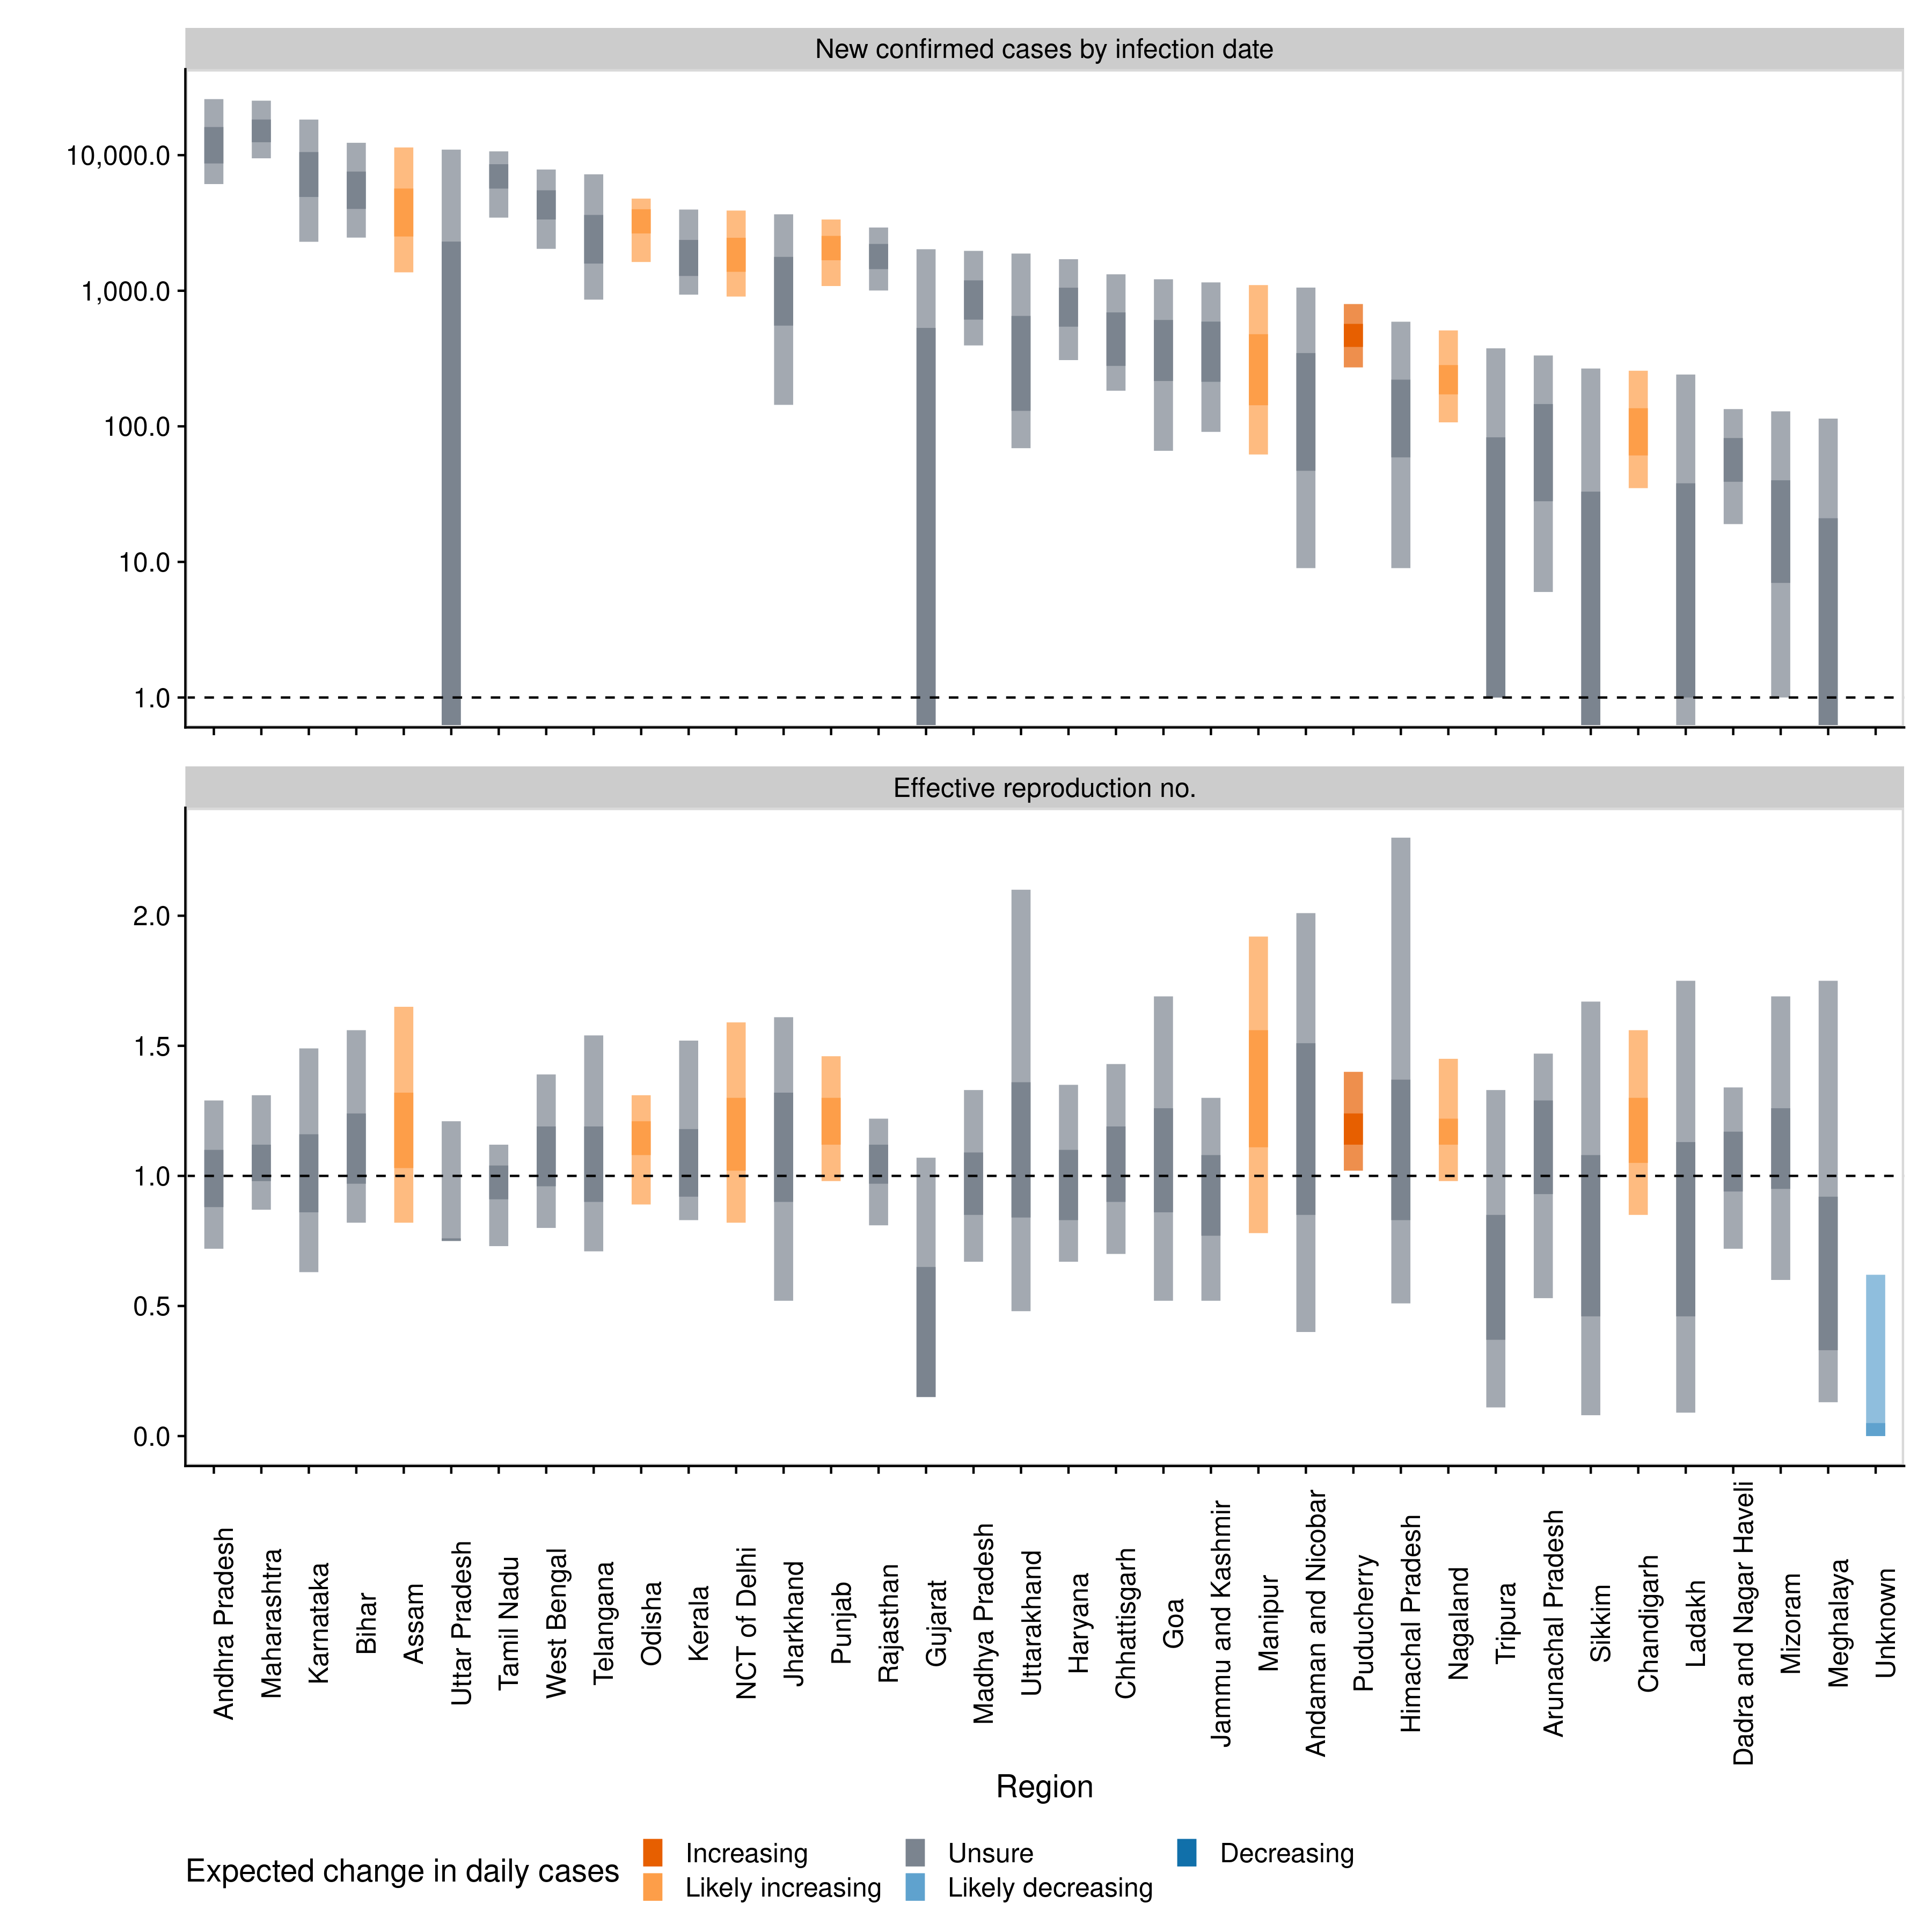 New confirmed cases by infection date
10,000.0
1,000.0
100.0
10.0
1.0
Effective reproduction no.
2.0
1.5
1.0
0.5
0.0
Andhra Pradesh
Maharashtra
Karnataka
Bihar
Assam
Uttar Pradesh
Tamil Nadu
West Bengal
Telangana
Odisha
Kerala
NCT of Delhi
Jharkhand
Punjab
Rajasthan
Gujarat
Madhya Pradesh
Uttarakhand
Haryana
Chhattisgarh
Goa
Jammu and Kashmir
Manipur
Andaman and Nicobar
Puducherry
Himachal Pradesh
Nagaland
Tripura
Arunachal Pradesh
Sikkim
Chandigarh
Ladakh
Dadra and Nagar Haveli
Mizoram
Meghalaya
Unknown
Region
Expected change in daily cases
Increasing
Unsure
Decreasing
Likely increasing
Likely decreasing